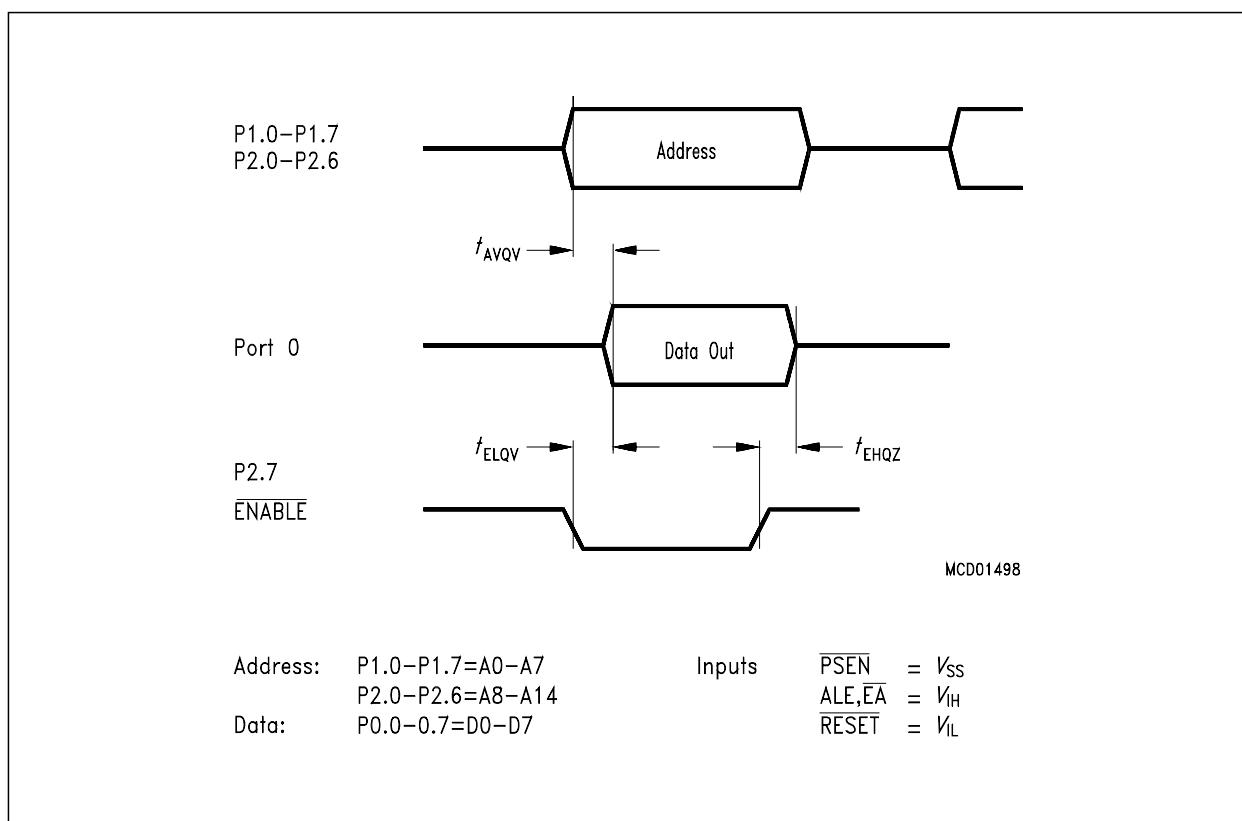 P1.0-P1.7
P2.0-P2.6
Address
tAVQV
Port 0
Data Out
tELQV
tEHQZ
P2.7
ENABLE
MCD01498
Address: P1.0-P1.7=A0-A7 Inputs PSEN = VSS
P2.0-P2.6=A8-A14 ALE,EA = VIH
Data: P0.0-0.7=D0-D7 RESET = VIL